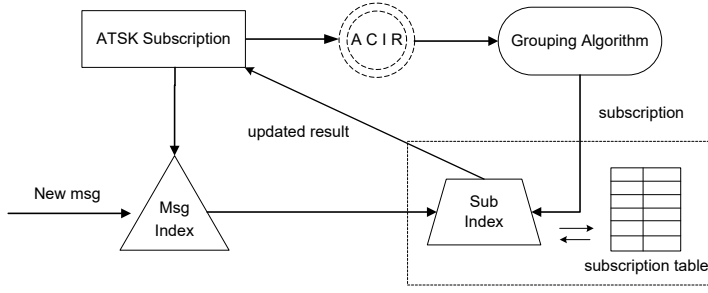 ATSK Subscription
A C I R
Grouping Algorithm
subscription
updated result
New msg
Msg
Index
Sub
Index
subscription table